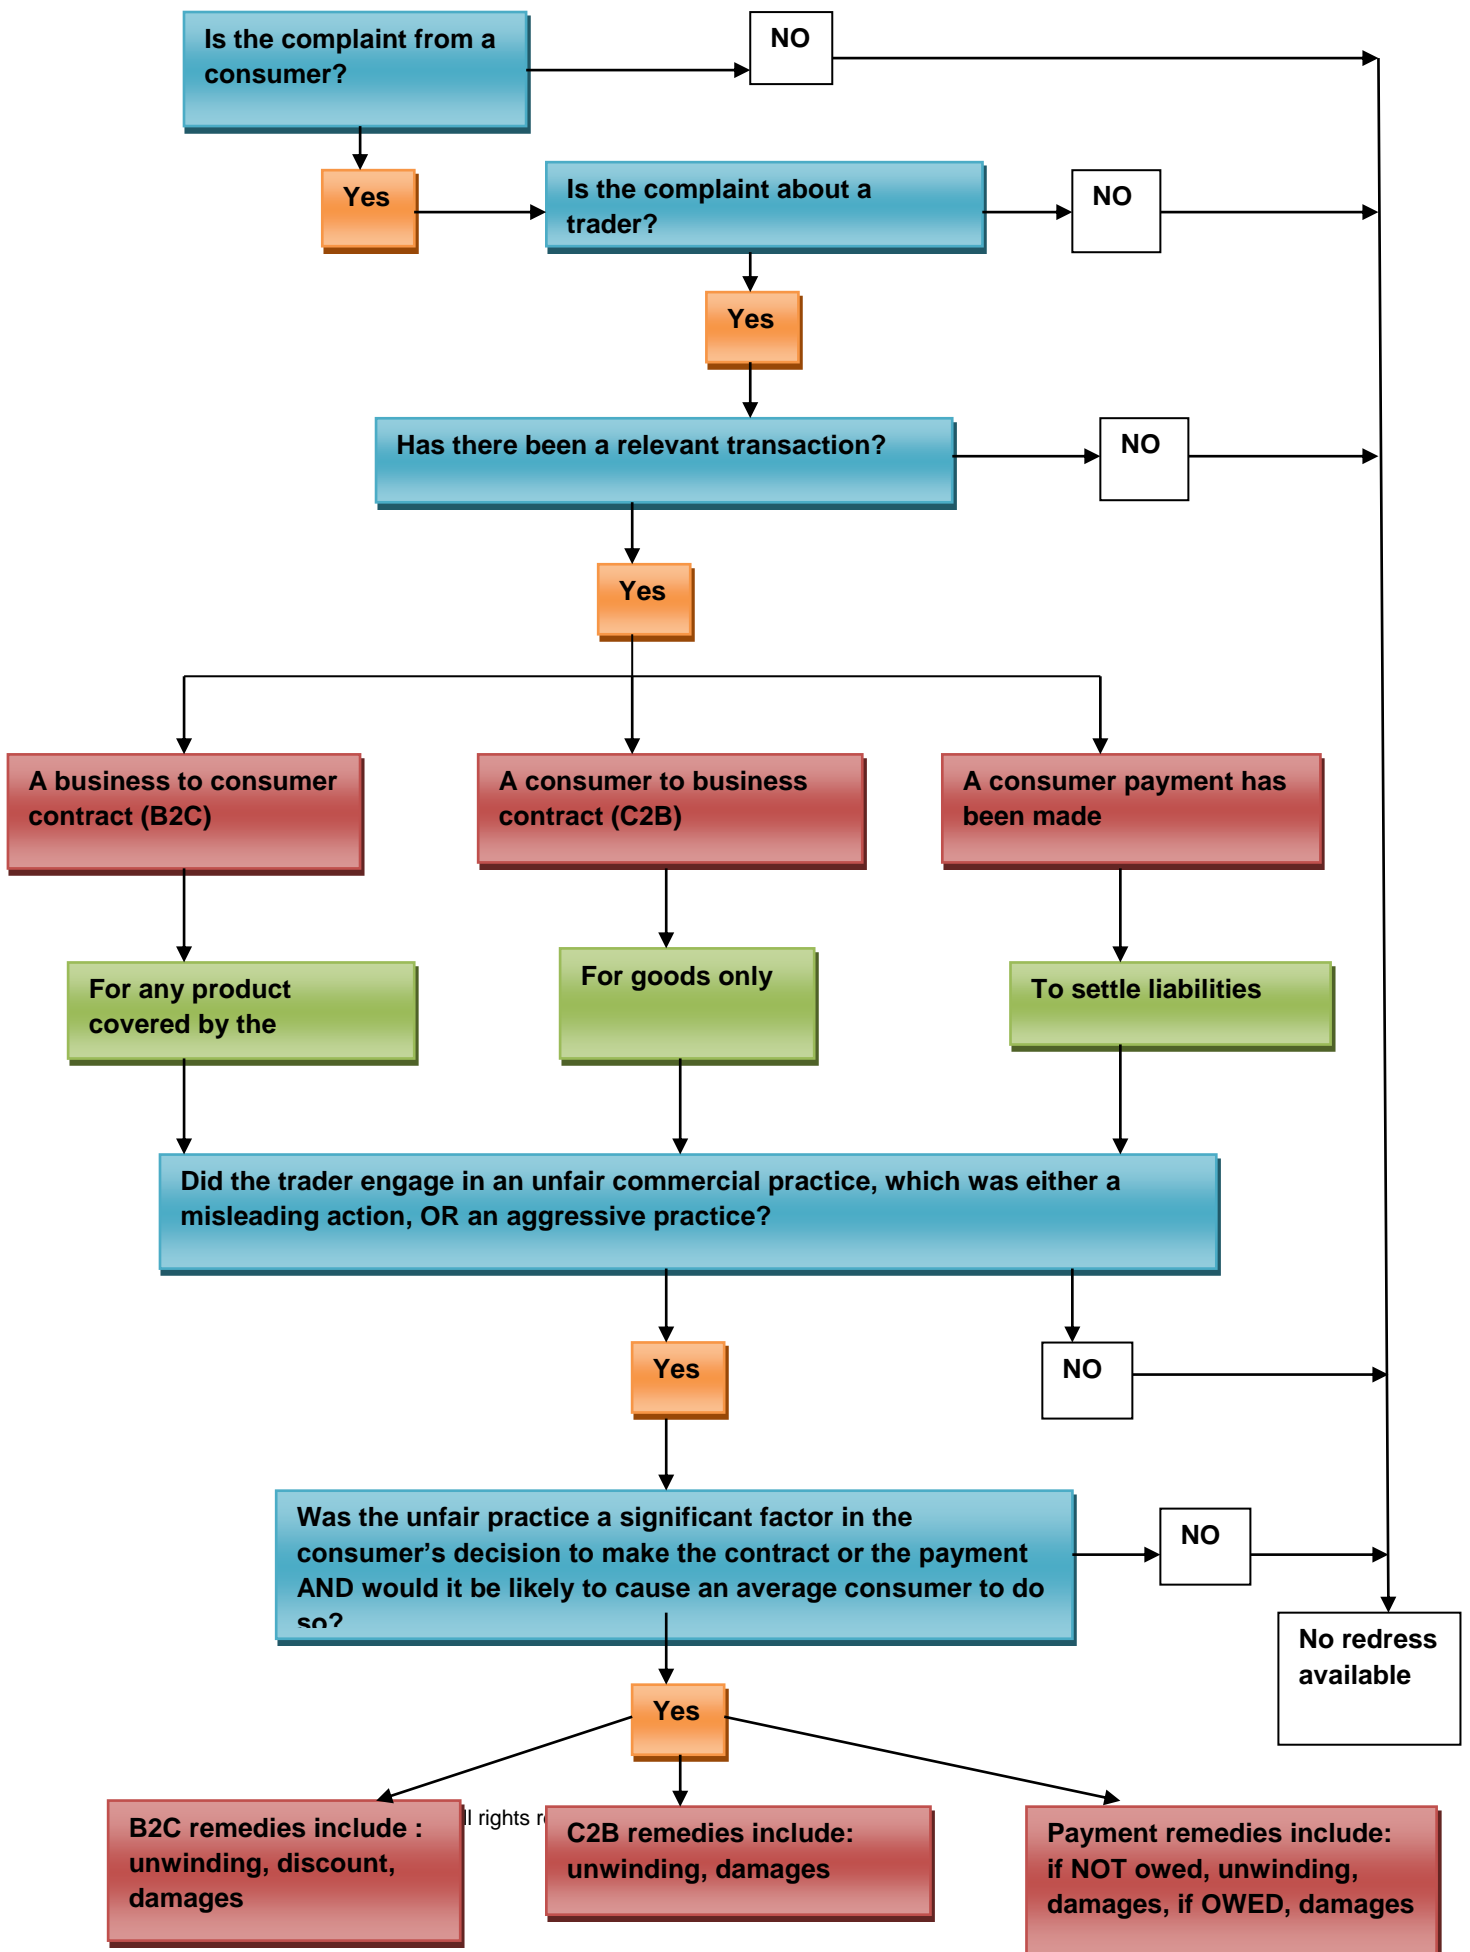 Is the complaint from a
consumer?
NO
Yes
Is the complaint about a
trader?
NO
Yes
Has there been a relevant transaction?
NO
Yes
A business to consumer
contract (B2C)
A consumer to business
contract (C2B)
A consumer payment has
been made
For any product
covered by the
For goods only
To settle liabilities
Did the trader engage in an unfair commercial practice, which was either a
misleading action, OR an aggressive practice?
Yes
NO
Was the unfair practice a significant factor in the
consumer’s decision to make the contract or the payment
AND would it be likely to cause an average consumer to do
so?
NO
No redress
available
Yes
B2C remedies include :
unwinding, discount,
damages
rights
C2B remedies include:
unwinding, damages
Payment remedies include:
if NOT owed, unwinding,
damages, if OWED, damages